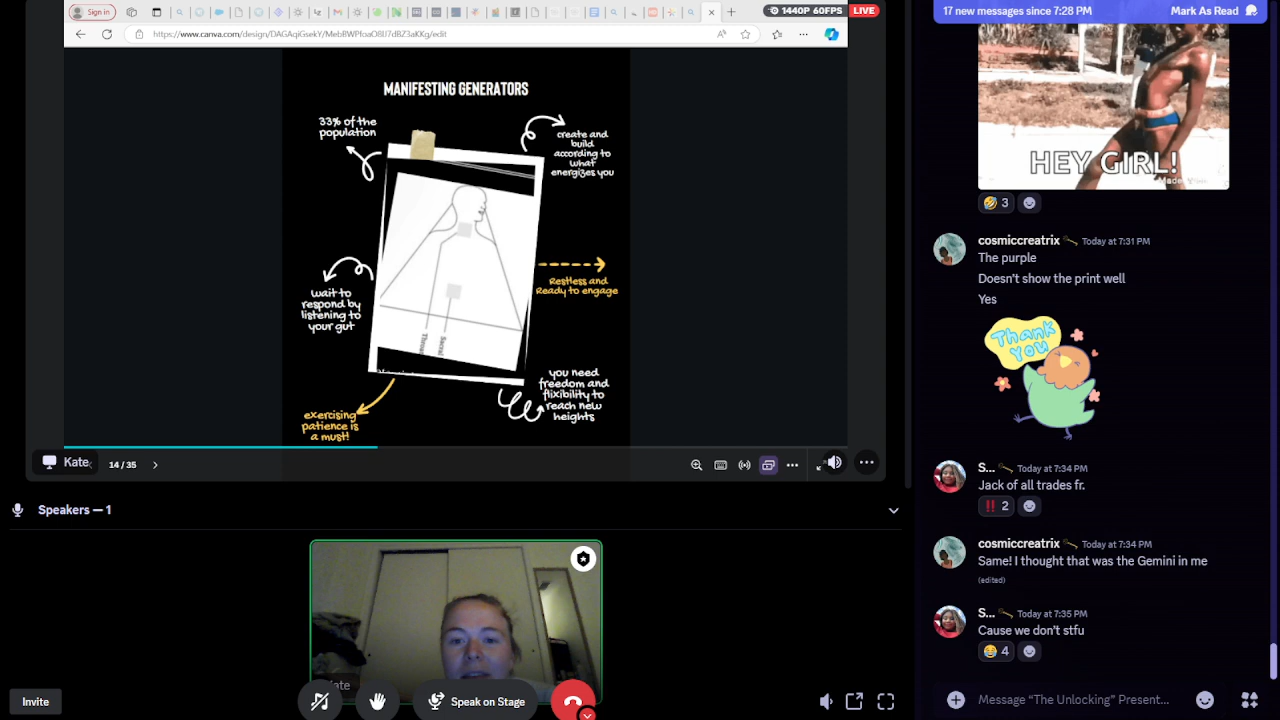 Sign in
1440P 60FPS
LIVE
https://www.canva.com/design/DAGAqiGsekY/MebBWPfoaO8IJ7dBZ3aKKg/edit
MANIFESTING GENERATORS
33% of the
population
create and
build
according to
what
energizes you
wait to
respond by
listening to
your gut
Restless and
Ready to engage
Throat
Sacral
exercising
patience is
a must!
you need
freedom and
flixibility to
reach new
heights
Kate
14 / 35
Speakers — 1
Invite
Speak on Stage
17 new messages since 7:28 PM
Mark As Read
HEY GIRL!
3
cosmiccreatrix Today at 7:31 PM
The purple
Doesn't show the print well
Yes
Thank
You
S... Today at 7:34 PM
Jack of all trades fr.
2
cosmiccreatrix Today at 7:34 PM
Same! I thought that was the Gemini in me
(edited)
S... Today at 7:35 PM
Cause we don't stfu
4
Message “The Unlocking” Present...